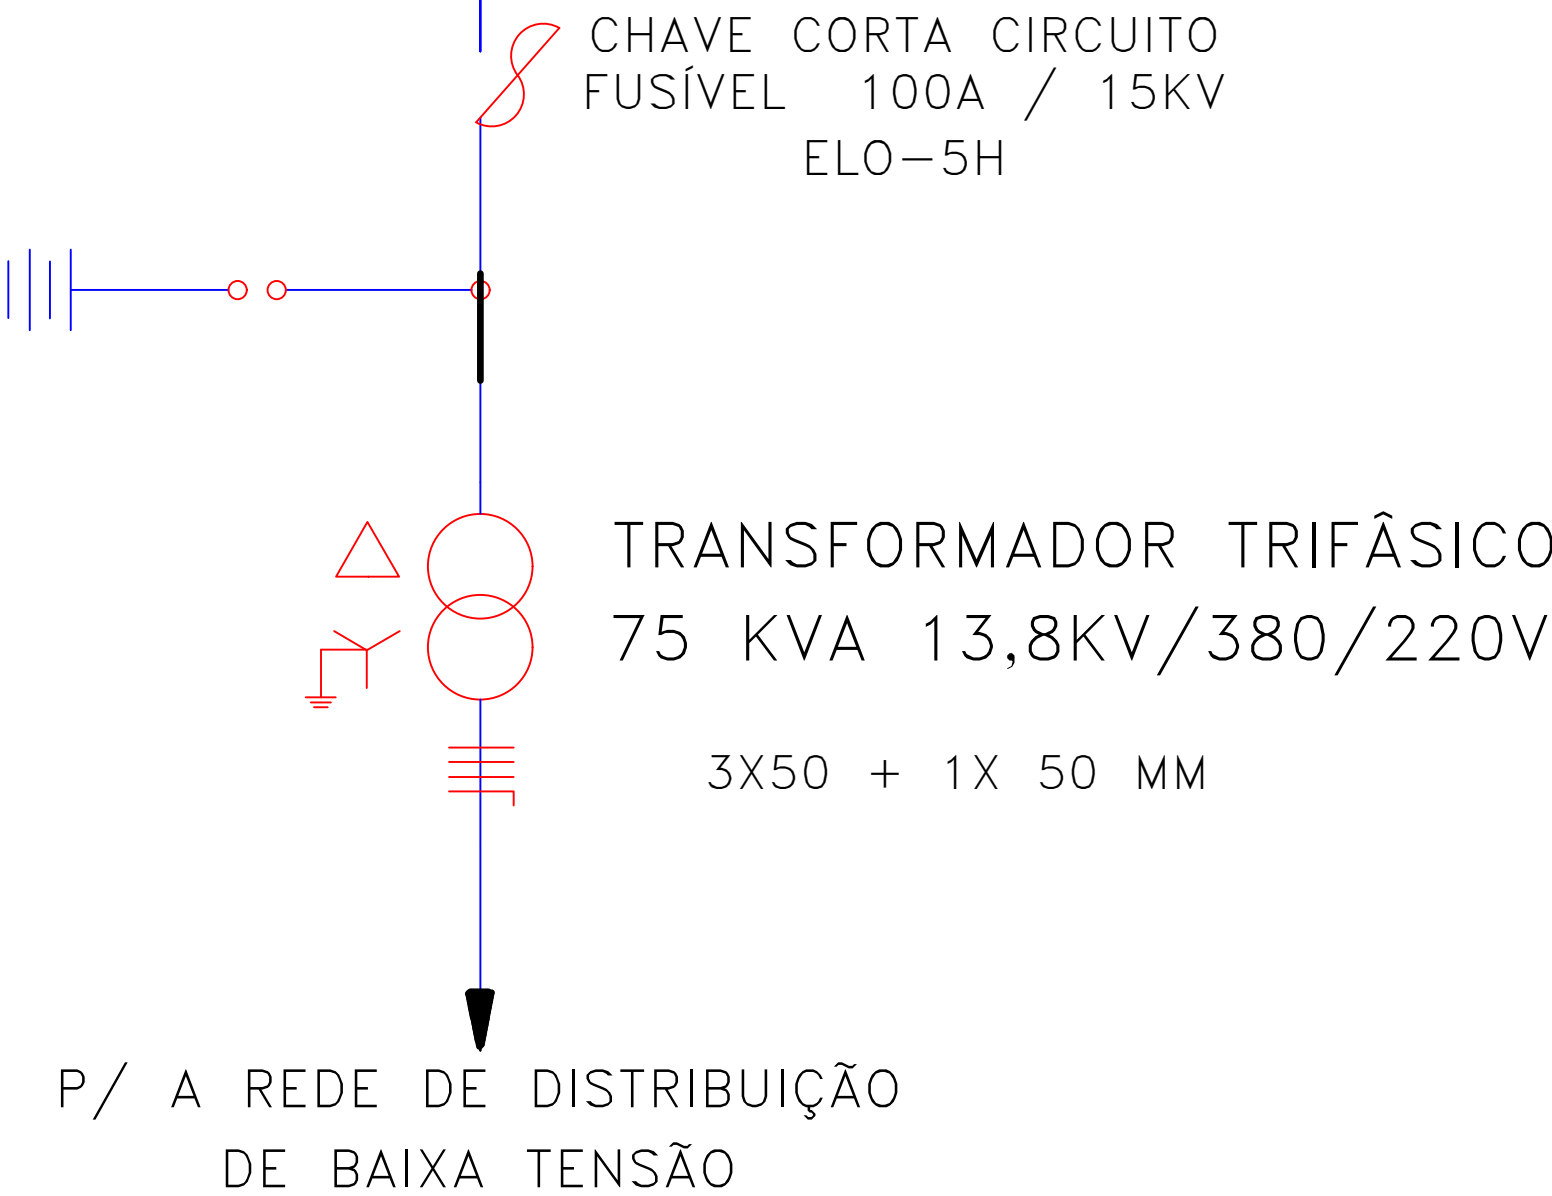 CHAVE CORTA CIRCUITO
FUSÍVEL 100A / 15KV
ELO-5H
TRANSFORMADOR TRIFÂSICO
75 KVA 13,8KV/380/220V
3X50 + 1X 50 MM
P/ A REDE DE DISTRIBUIÇÃO
DE BAIXA TENSÃO